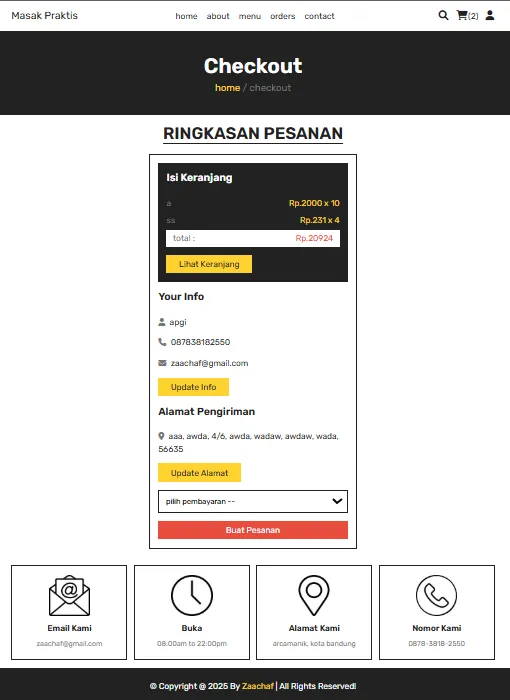 Masak Praktis home about menu orders contact (2)
Checkout
home / checkout
RINGKASAN PESANAN
Isi Keranjang
a Rp.2000 x 10
ss Rp.231 x 4
total : Rp.20924
Lihat Keranjang
Your Info
apgi
087838182550
zaachaf@gmail.com
Update Info
Alamat Pengiriman
aaa, awda, 4/6, awda, wadaw, awdaw, wada,
56635
Update Alamat
pilih pembayaran --
Buat Pesanan
Email Kami Buka Alamat Kami Nomor Kami
zaachaf@gmail.com 08:00am to 22:00pm arcamanik, kota bandung 0878-3818-2550
© Copyright @ 2025 By Zaachaf | All Rights Reserved!